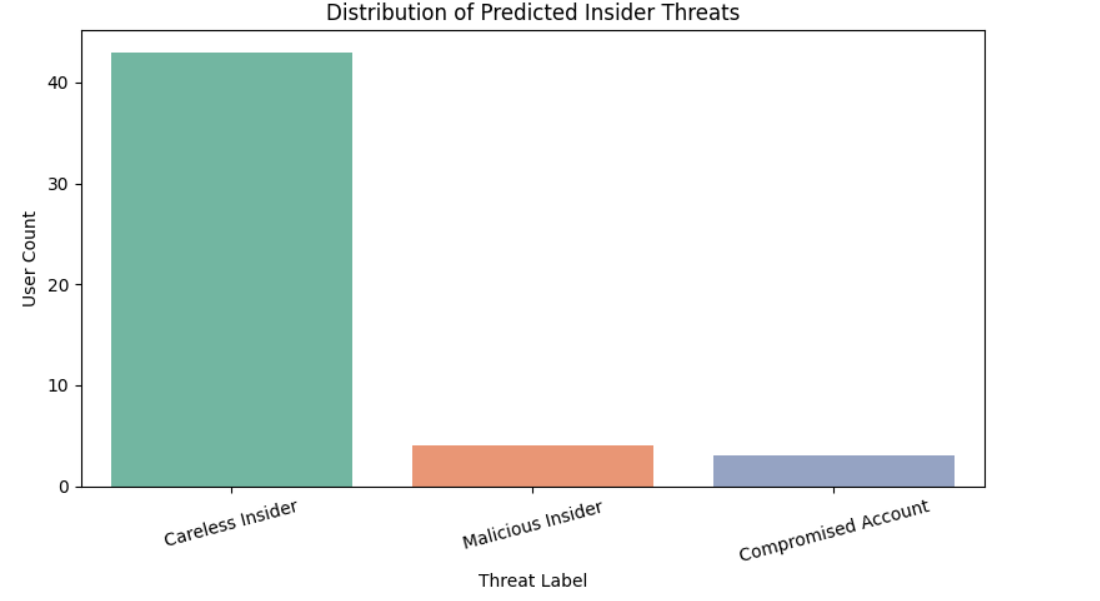 Distribution of Predicted Insider Threats
User Count
40
30
20
10
0
Careless Insider
Malicious Insider
Compromised Account
Threat Label